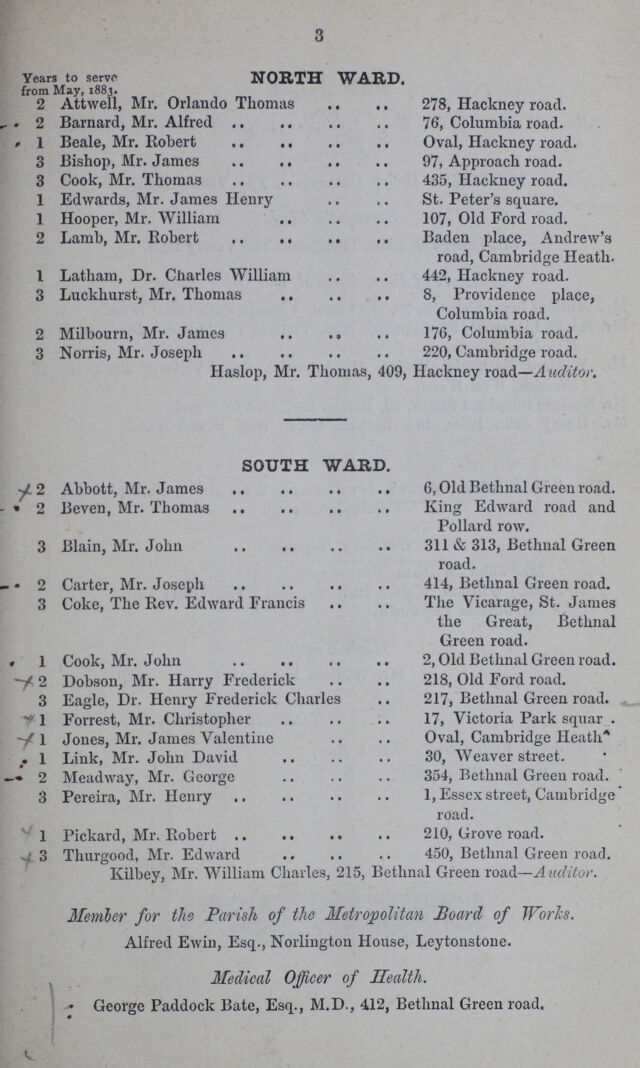 3
Years to serve
from May, 1883.
NORTH WARD.
2 Attwell, Mr. Orlando Thomas .. .. 278, Hackney road.
2 Barnard, Mr. Alfred .. .. .. .. 76, Columbia road.
1 Beale, Mr. Robert .. .. .. .. Oval, Hackney road.
3 Bishop, Mr. James .. .. .. .. 97, Approach road.
3 Cook, Mr. Thomas .. .. .. .. 435, Hackney road.
1 Edwards, Mr. James Henry .. .. St. Peter's square.
1 Hooper, Mr. William .. .. .. 107, Old Ford road.
2 Lamb, Mr. Robert .. .. .. .. Baden place, Andrew's
road, Cambridge Heath.
1 Latham, Dr. Charles William .. .. 442, Hackney road.
3 Luckhurst, Mr. Thomas .. .. .. 8, Providence place,
Columbia road.
2 Milbourn, Mr. James .. .. .. 176, Columbia road.
3 Norris, Mr. Joseph .. .. .. .. 220, Cambridge road.
Haslop, Mr. Thomas, 409, Hackney road—Auditor.
SOUTH WARD.
2 Abbott, Mr. James .. .. .. .. 6, Old Bethnal Green road.
2 Beven, Mr. Thomas .. .. .. .. King Edward road and
Pollard row.
3 Blain, Mr. John .. .. .. .. 311 & 313, Bethnal Green
road.
2 Carter, Mr. Joseph .. .. .. .. 414, Bethnal Green road.
3 Coke, The Rev. Edward Francis .. .. The Vicarage, St. James
the Great, Bethnal
Green road.
1 Cook, Mr. John .. .. .. .. 2, Old Bethnal Green road.
2 Dobson, Mr. Harry Frederick .. .. 218, Old Ford road.
3 Eagle, Dr. Henry Frederick Charles .. 217, Bethnal Green road.
1 Forrest, Mr. Christopher .. .. .. 17, Victoria Park squar .
1 Jones, Mr. James Valentine .. .. Oval, Cambridge Heath
1 Link, Mr. John David .. .. .. 30, Weaver street.
2 Meadway, Mr. George .. .. .. 354, Bethnal Green road.
3 Pereira, Mr. Henry .. .. .. .. 1, Essex street, Cambridge
road.
1 Pickard, Mr. Robert .. .. .. .. 210, Grove road.
3 Thurgood, Mr. Edward .. .. .. 450, Bethnal Green road.
Kilbey, Mr. William Charles, 215, Bethnal Green road—Auditor.
Member for the Parish of the Metropolitan Board of Works.
Alfred Ewin, Esq., Norlington House, Leytonstone.
Medical Officer of Health.
George Paddock Bate, Esq., M.D., 412, Bethnal Green road.